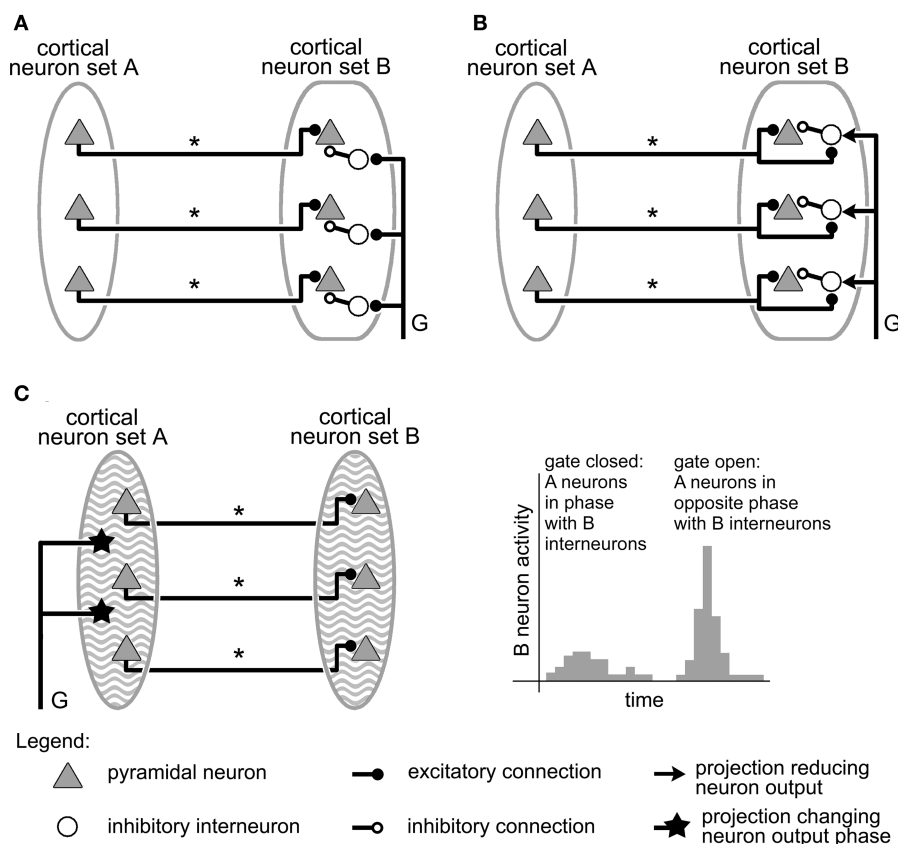 A
cortical
neuron set A
cortical
neuron set B
*
*
*
G
B
cortical
neuron set A
cortical
neuron set B
*
*
*
G
C
cortical
neuron set A
cortical
neuron set B
*
*
*
G
gate closed:
A neurons
in phase
with B
interneurons
gate open:
A neurons in
opposite phase
with B interneurons
B neuron activity
time
Legend:
pyramidal neuron
excitatory connection
projection reducing
neuron output
inhibitory interneuron
inhibitory connection
projection changing
neuron output phase